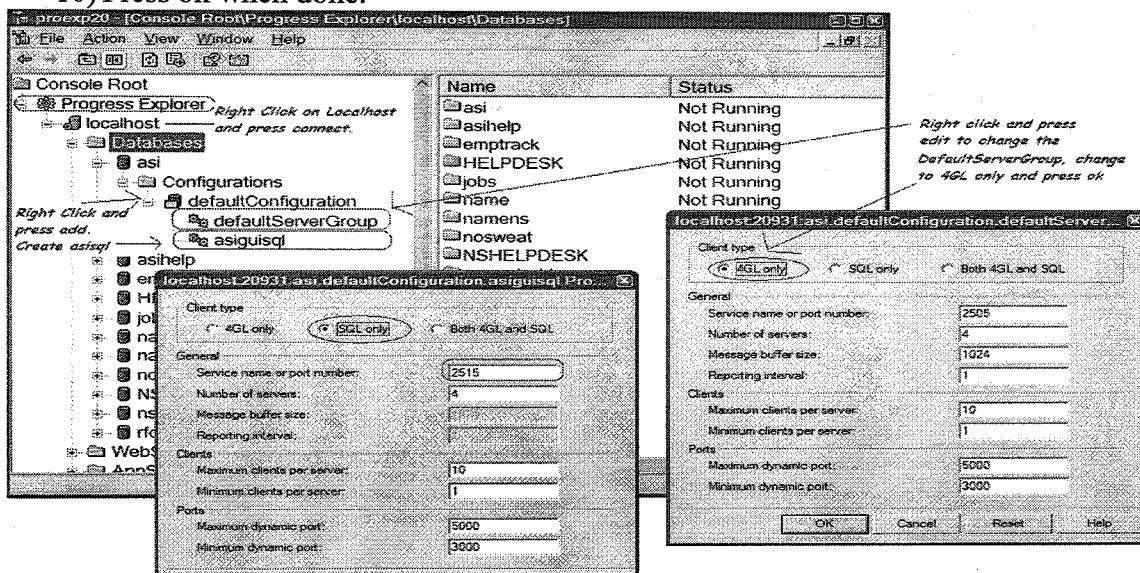 10) Press ok when done.
proexp20 - [Console Root\Progress Explorer\localhost\Databases]
File Action View Window Help
Console Root
Progress Explorer
localhost
Databases
asi
Configurations
defaultConfiguration
defaultServerGroup
asiguisql
asihelp
Right Click on Localhost
and press connect.
Right Click and
press add.
Create asisql
Name Status
asi Not Running
asihelp Not Running
emptrack Not Running
HELPDESK Not Running
jobs Not Running
name Not Running
namens
nosweat
NSHELPDESK
Right click and press
edit to change the
DefaultServerGroup, change
to 4GL only and press ok
localhost:20931-asi.defaultConfiguration.asiguisql Pro...
Client type
4GL only SQL only Both 4GL and SQL
General
Service name or port number: 2515
Number of servers: 4
Message buffer size:
Reporting interval:
Clients
Maximum clients per server: 10
Minimum clients per server: 1
Ports
Maximum dynamic port: 5000
Minimum dynamic port: 3000
localhost:20931-asi.defaultConfiguration.defaultServer...
Client type
4GL only SQL only Both 4GL and SQL
General
Service name or port number: 2505
Number of servers: 4
Message buffer size: 1024
Reporting interval: 1
Clients
Maximum clients per server: 10
Minimum clients per server: 1
Ports
Maximum dynamic port: 5000
Minimum dynamic port: 3000
OK Cancel Reset Help